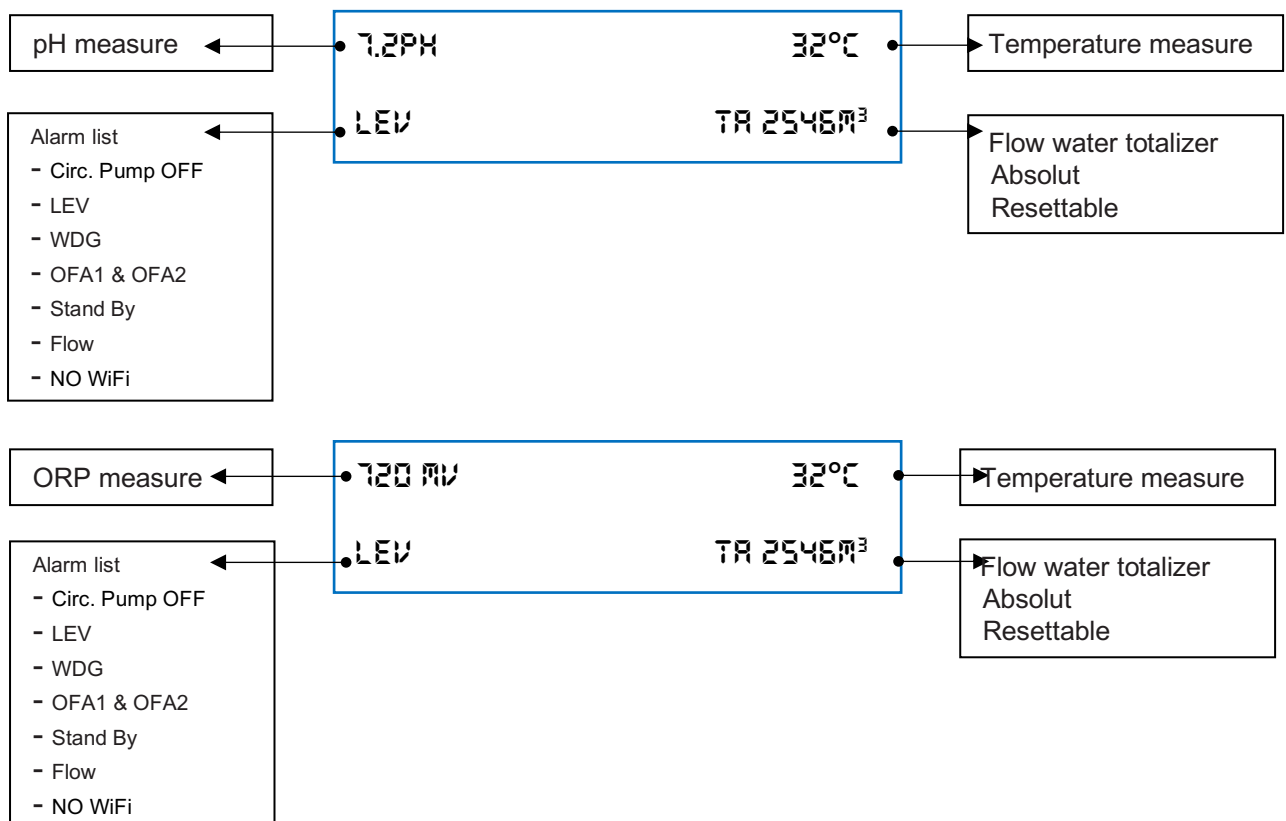 pH measure
7.2PH
32°C
Temperature measure
Alarm list
- Circ. Pump OFF
- LEV
- WDG
- OFA1 & OFA2
- Stand By
- Flow
- NO WiFi
LEV
TA 2546M³
Flow water totalizer
Absolut
Resettable
ORP measure
720 MV
32°C
Temperature measure
Alarm list
- Circ. Pump OFF
- LEV
- WDG
- OFA1 & OFA2
- Stand By
- Flow
- NO WiFi
LEV
TA 2546M³
Flow water totalizer
Absolut
Resettable